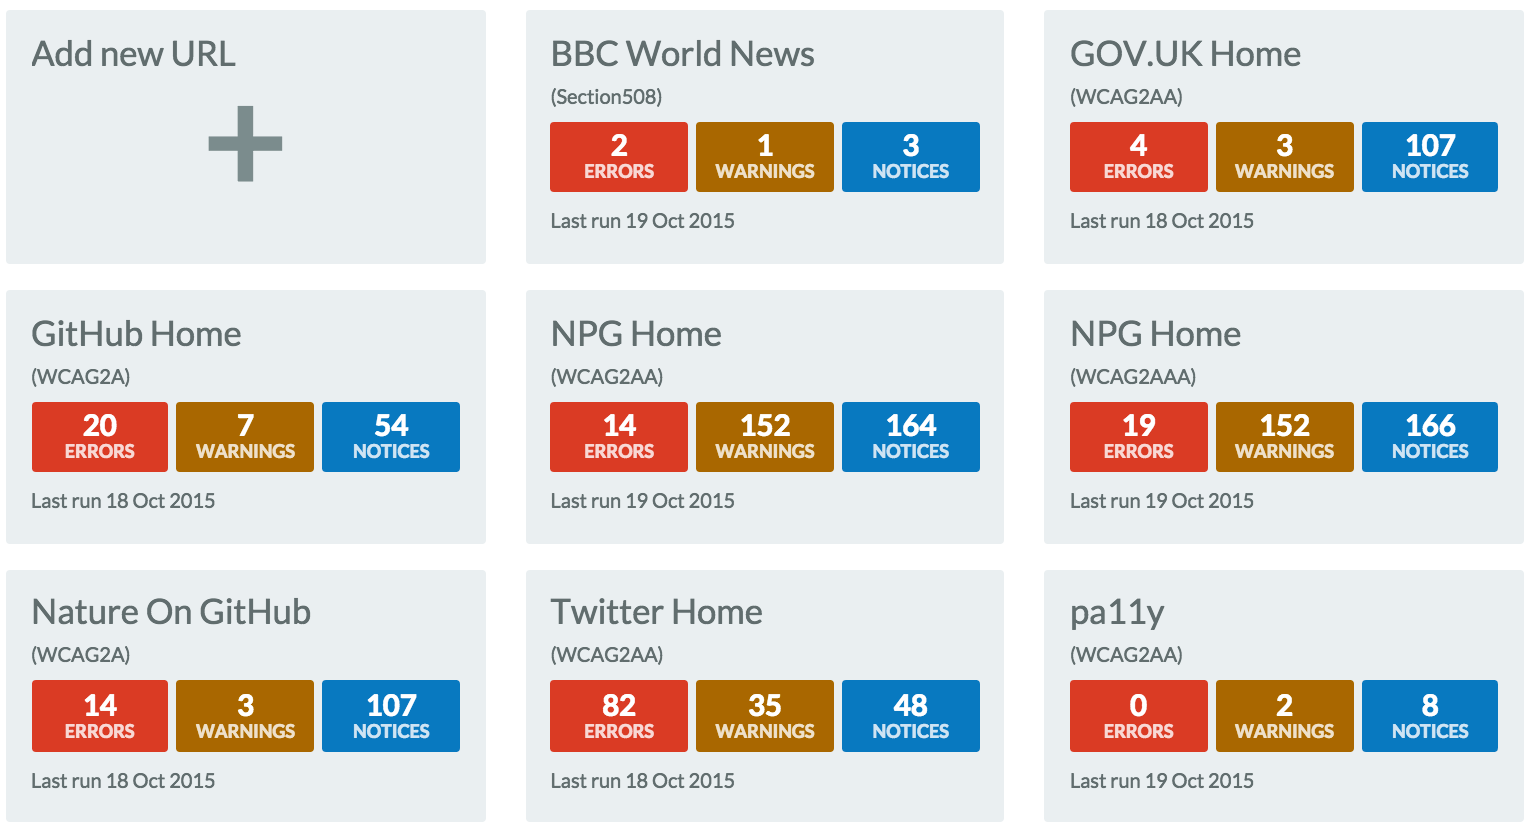 Add new URL
BBC World News
(Section508)
2 1 3
ERRORS WARNINGS NOTICES
Last run 19 Oct 2015
GOV.UK Home
(WCAG2AA)
4 3 107
ERRORS WARNINGS NOTICES
Last run 18 Oct 2015
GitHub Home
(WCAG2A)
20 7 54
ERRORS WARNINGS NOTICES
Last run 18 Oct 2015
NPG Home
(WCAG2AA)
14 152 164
ERRORS WARNINGS NOTICES
Last run 19 Oct 2015
NPG Home
(WCAG2AAA)
19 152 166
ERRORS WARNINGS NOTICES
Last run 19 Oct 2015
Nature On GitHub
(WCAG2A)
14 3 107
ERRORS WARNINGS NOTICES
Last run 18 Oct 2015
Twitter Home
(WCAG2AA)
82 35 48
ERRORS WARNINGS NOTICES
Last run 18 Oct 2015
pa11y
(WCAG2AA)
0 2 8
ERRORS WARNINGS NOTICES
Last run 19 Oct 2015